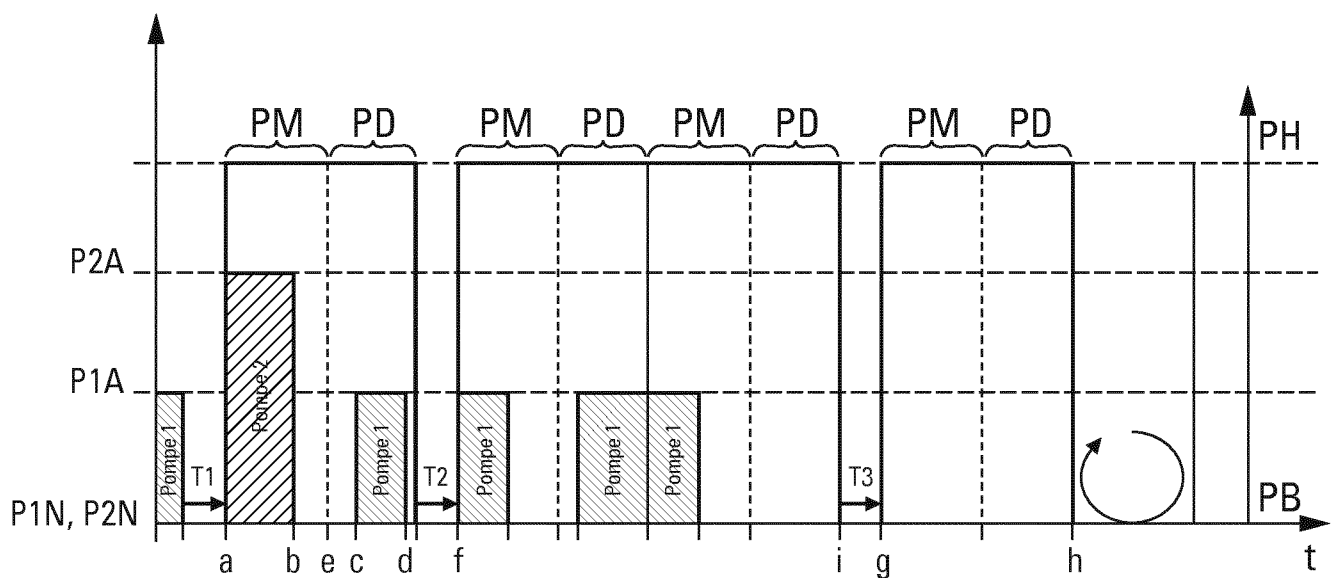 PM PD PM PD PM PD PM PD PH
P2A
P1A
Pompe 1 Pompe 2 Pompe 1 Pompe 1 Pompe 1 Pompe 1
T1 T2 T3
P1N, P2N PB
a b e c d f i g h t